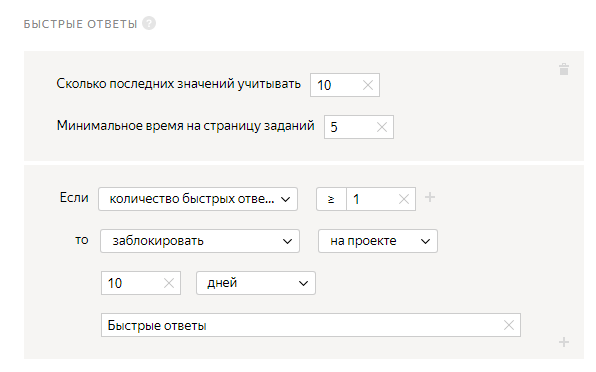 БЫСТРЫЕ ОТВЕТЫ ?
Сколько последних значений учитывать 10
Минимальное время на страницу заданий 5
Если количество быстрых отве... ≥ 1
то заблокировать на проекте
10 дней
Быстрые ответы